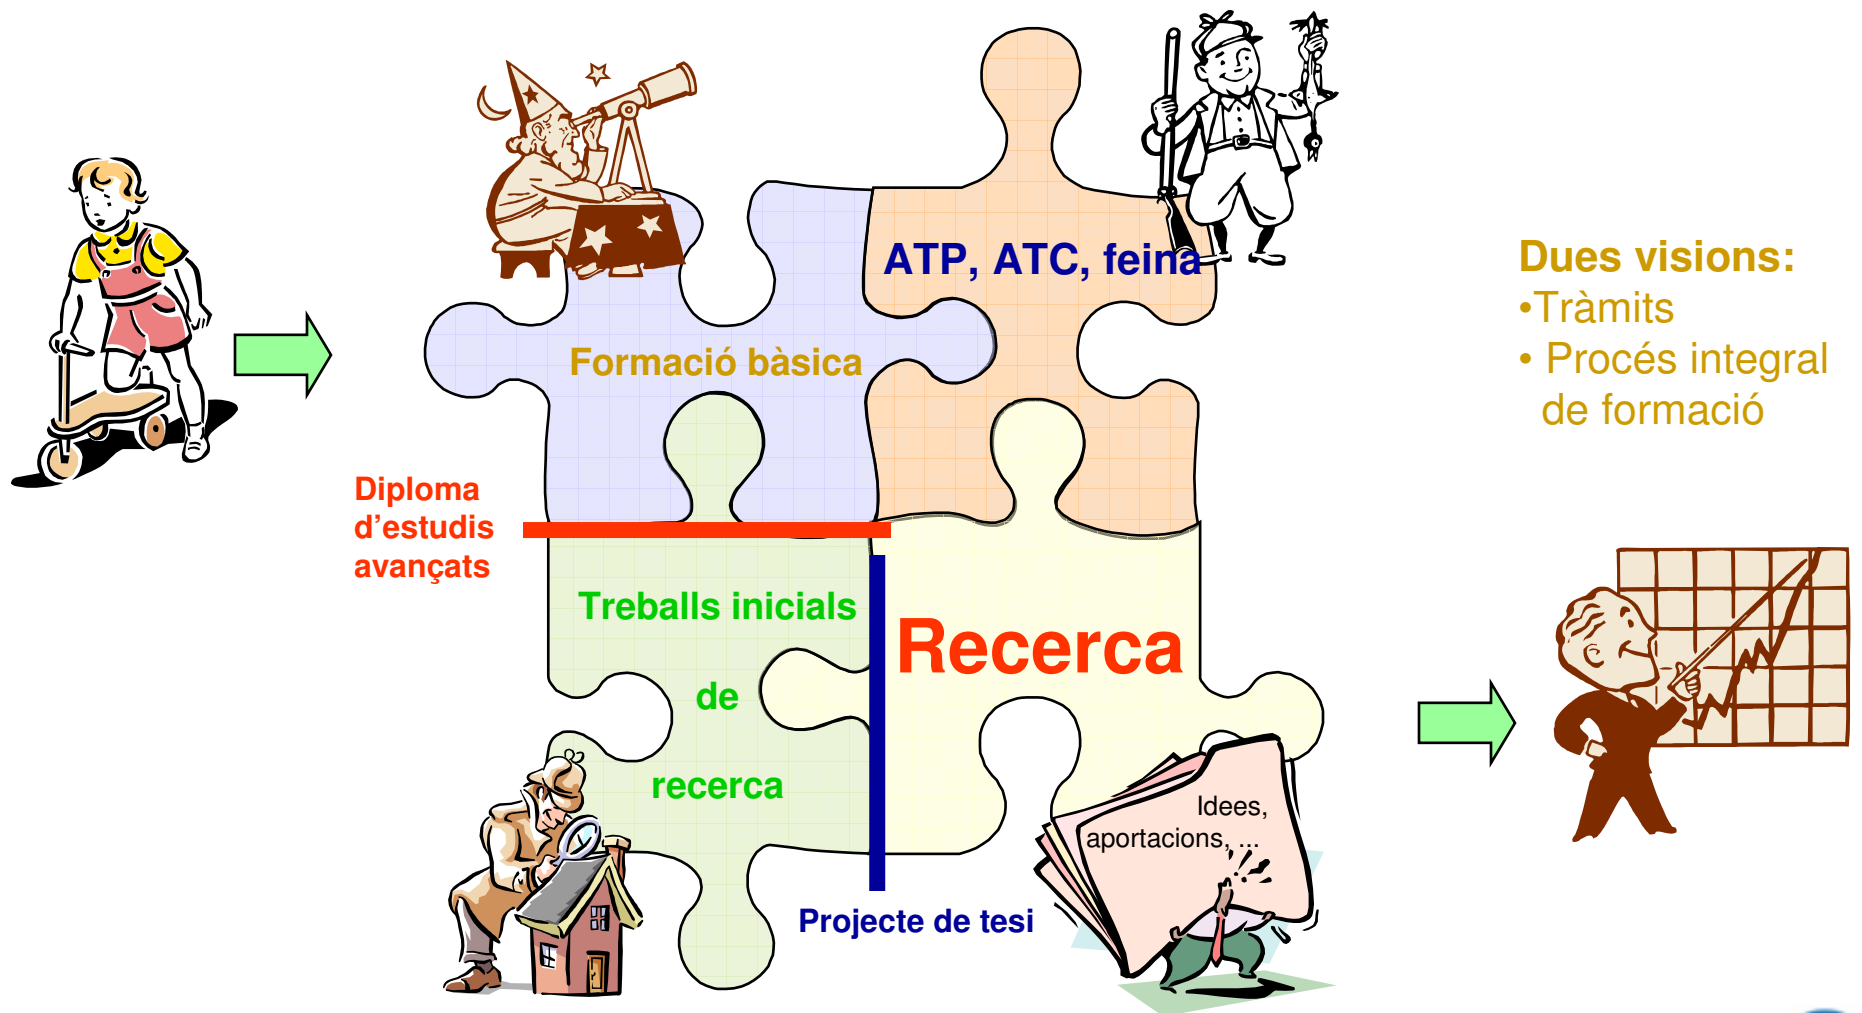 ATP, ATC, feina
Formació bàsica
Dues visions:
•Tràmits
• Procés integral
de formació
Diploma
d’estudis
avançats
Treballs inicials
de
recerca
Recerca
Idees,
aportacions, ...
Projecte de tesi